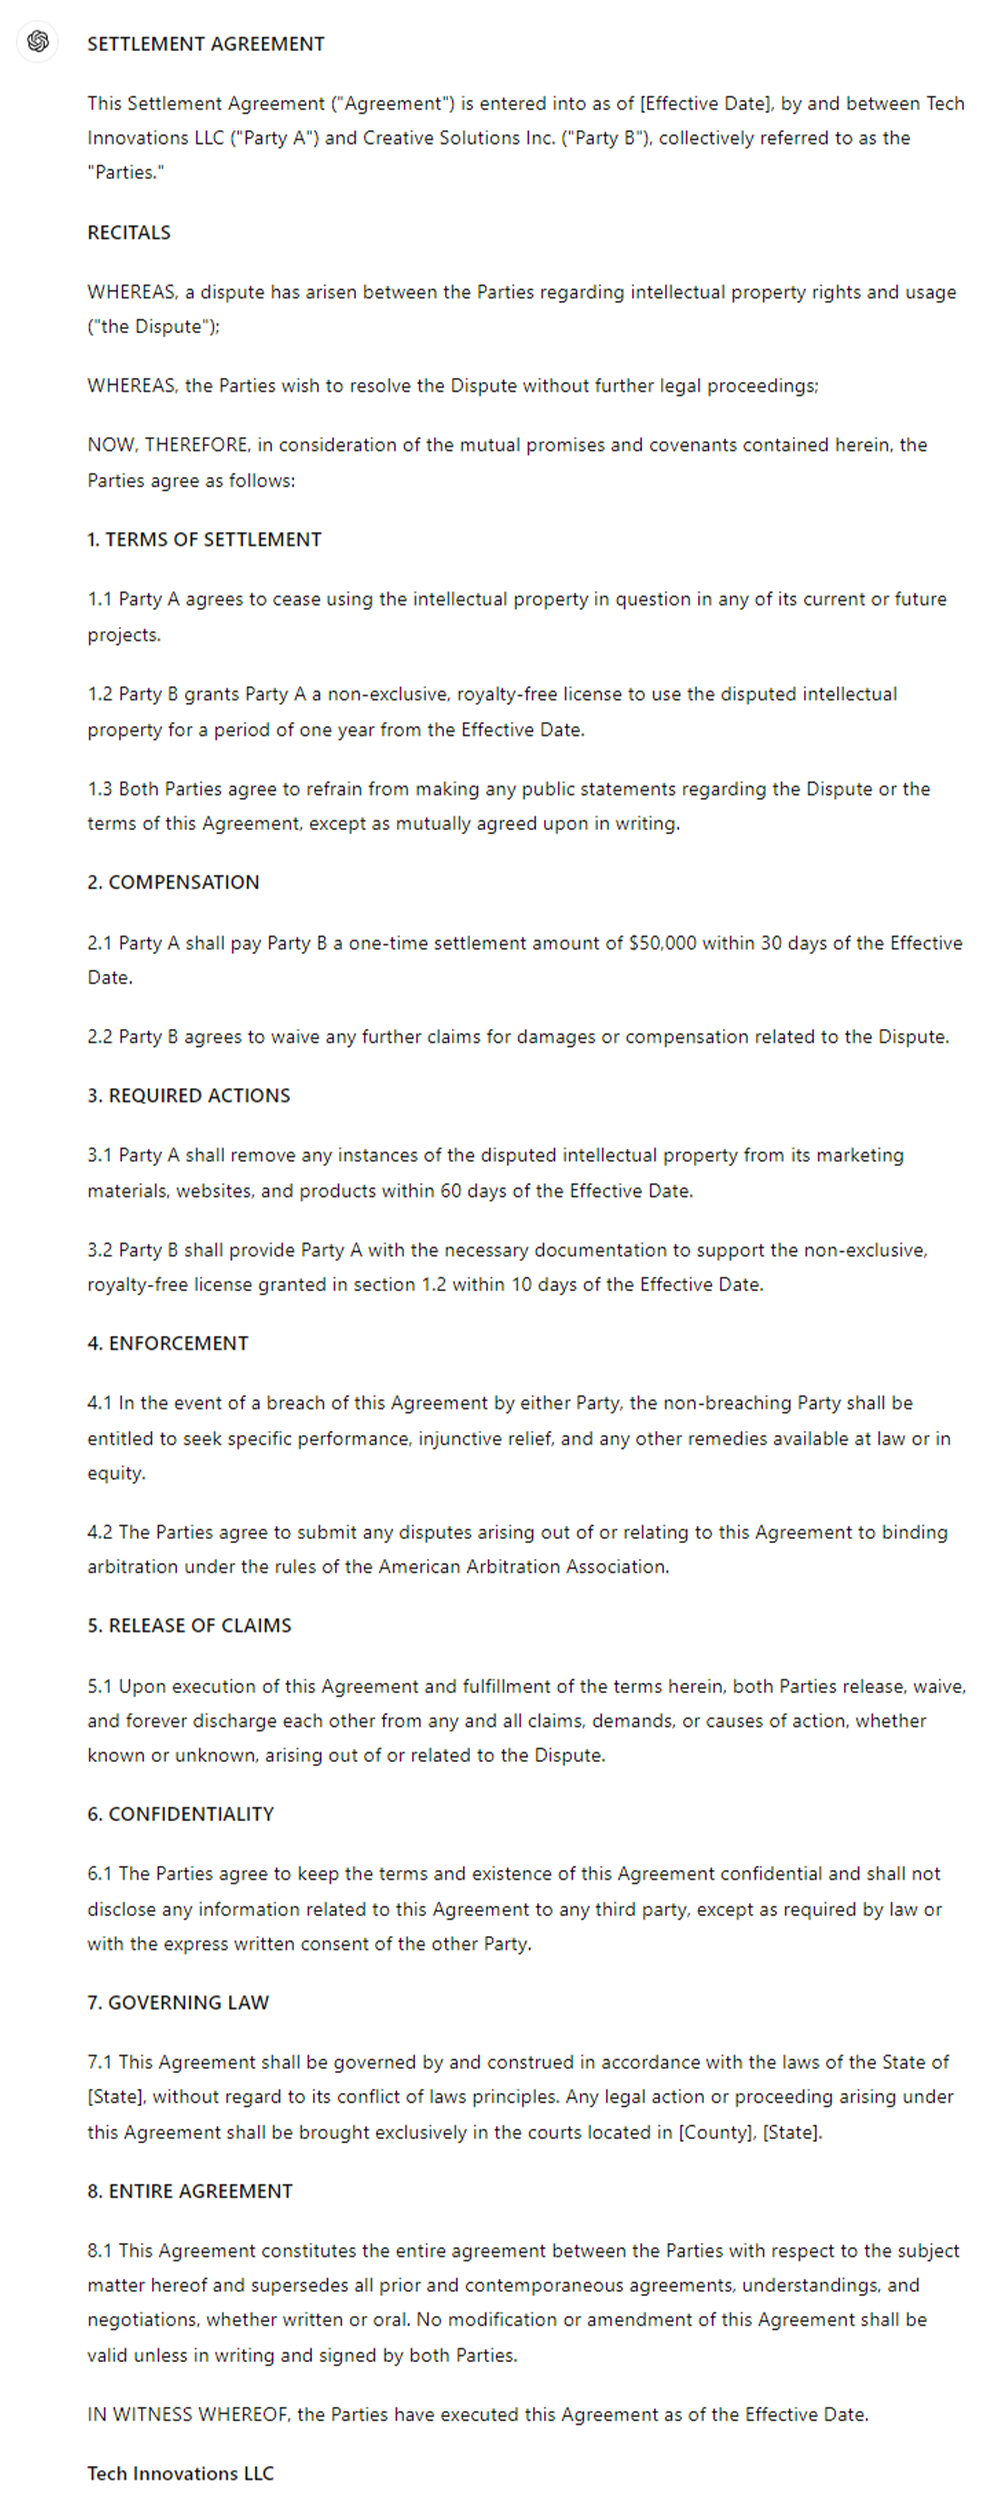 SETTLEMENT AGREEMENT
This Settlement Agreement ("Agreement") is entered into as of [Effective Date], by and between Tech
Innovations LLC ("Party A") and Creative Solutions Inc. ("Party B"), collectively referred to as the
"Parties."
RECITALS
WHEREAS, a dispute has arisen between the Parties regarding intellectual property rights and usage
("the Dispute");
WHEREAS, the Parties wish to resolve the Dispute without further legal proceedings;
NOW, THEREFORE, in consideration of the mutual promises and covenants contained herein, the
Parties agree as follows:
1. TERMS OF SETTLEMENT
1.1 Party A agrees to cease using the intellectual property in question in any of its current or future
projects.
1.2 Party B grants Party A a non-exclusive, royalty-free license to use the disputed intellectual
property for a period of one year from the Effective Date.
1.3 Both Parties agree to refrain from making any public statements regarding the Dispute or the
terms of this Agreement, except as mutually agreed upon in writing.
2. COMPENSATION
2.1 Party A shall pay Party B a one-time settlement amount of $50,000 within 30 days of the Effective
Date.
2.2 Party B agrees to waive any further claims for damages or compensation related to the Dispute.
3. REQUIRED ACTIONS
3.1 Party A shall remove any instances of the disputed intellectual property from its marketing
materials, websites, and products within 60 days of the Effective Date.
3.2 Party B shall provide Party A with the necessary documentation to support the non-exclusive,
royalty-free license granted in section 1.2 within 10 days of the Effective Date.
4. ENFORCEMENT
4.1 In the event of a breach of this Agreement by either Party, the non-breaching Party shall be
entitled to seek specific performance, injunctive relief, and any other remedies available at law or in
equity.
4.2 The Parties agree to submit any disputes arising out of or relating to this Agreement to binding
arbitration under the rules of the American Arbitration Association.
5. RELEASE OF CLAIMS
5.1 Upon execution of this Agreement and fulfillment of the terms herein, both Parties release, waive,
and forever discharge each other from any and all claims, demands, or causes of action, whether
known or unknown, arising out of or related to the Dispute.
6. CONFIDENTIALITY
6.1 The Parties agree to keep the terms and existence of this Agreement confidential and shall not
disclose any information related to this Agreement to any third party, except as required by law or
with the express written consent of the other Party.
7. GOVERNING LAW
7.1 This Agreement shall be governed by and construed in accordance with the laws of the State of
[State], without regard to its conflict of laws principles. Any legal action or proceeding arising under
this Agreement shall be brought exclusively in the courts located in [County], [State].
8. ENTIRE AGREEMENT
8.1 This Agreement constitutes the entire agreement between the Parties with respect to the subject
matter hereof and supersedes all prior and contemporaneous agreements, understandings, and
negotiations, whether written or oral. No modification or amendment of this Agreement shall be
valid unless in writing and signed by both Parties.
IN WITNESS WHEREOF, the Parties have executed this Agreement as of the Effective Date.
Tech Innovations LLC